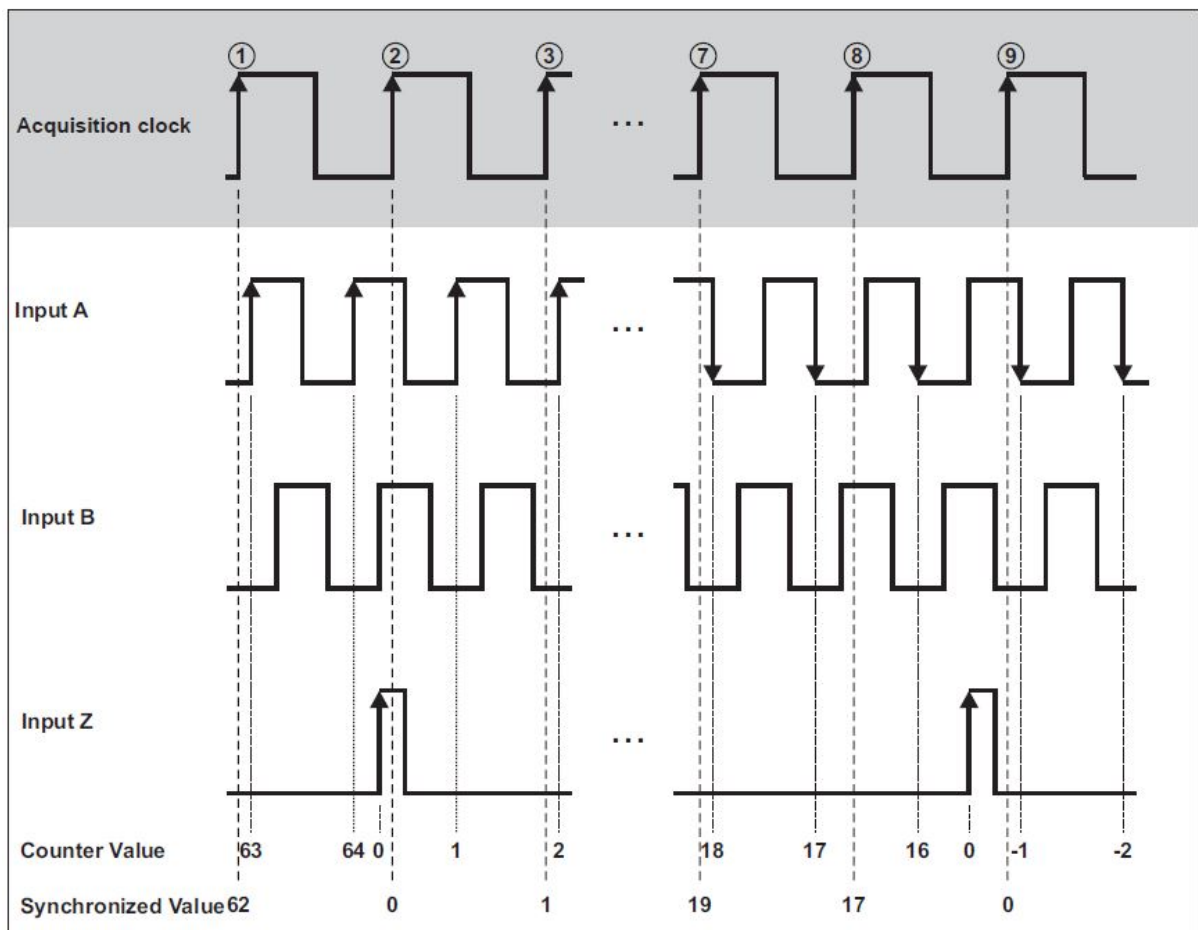 ① ② ③ ⑦ ⑧ ⑨
Acquisition clock ...
Input A ...
Input B ...
Input Z ...
Counter Value 63 64 0 1 2 18 17 16 0 -1 -2
Synchronized Value 62 0 1 19 17 0